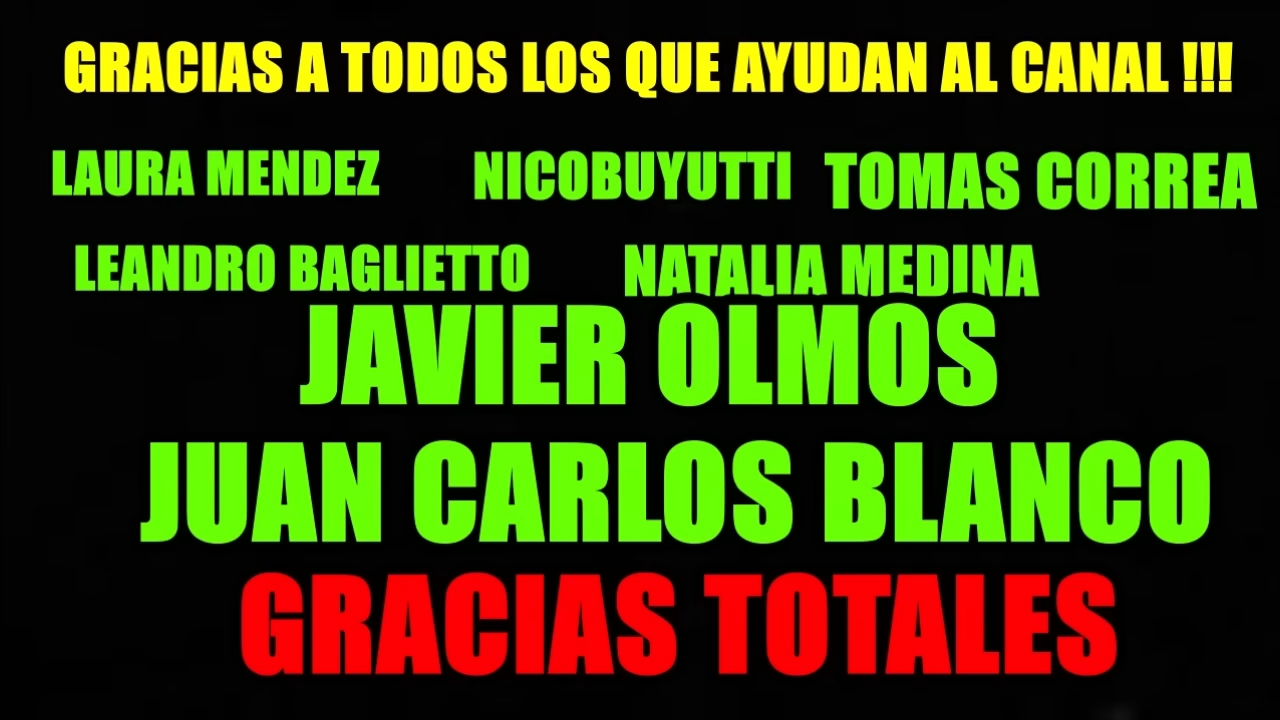 GRACIAS A TODOS LOS QUE AYUDAN AL CANAL !!!
LAURA MENDEZ NICOBUYUTTI TOMAS CORREA
LEANDRO BAGLIETTO NATALIA MEDINA
JAVIER OLMOS
JUAN CARLOS BLANCO
GRACIAS TOTALES